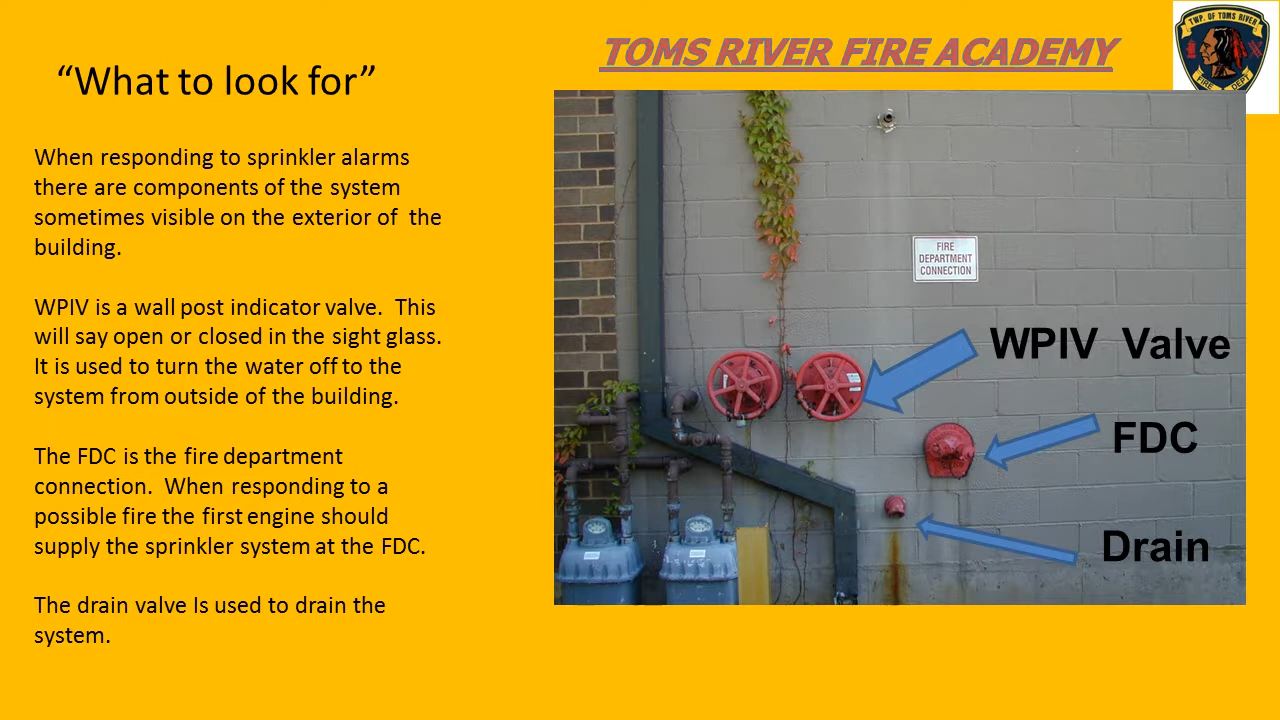 TOMS RIVER FIRE ACADEMY
TWP. OF TOMS RIVER
FIRE DEPT
“What to look for”
When responding to sprinkler alarms
there are components of the system
sometimes visible on the exterior of the
building.
WPIV is a wall post indicator valve. This
will say open or closed in the sight glass.
It is used to turn the water off to the
system from outside of the building.
The FDC is the fire department
connection. When responding to a
possible fire the first engine should
supply the sprinkler system at the FDC.
The drain valve Is used to drain the
system.
FIRE
DEPARTMENT
CONNECTION
WPIV Valve
FDC
Drain